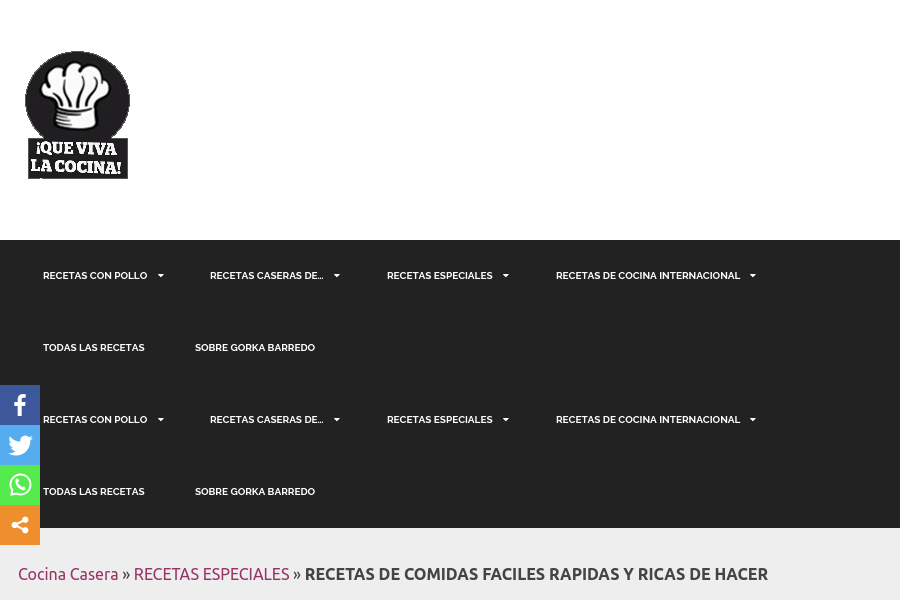 ¡QUE VIVA
LA COCINA!
RECETAS CON POLLO RECETAS CASERAS DE... RECETAS ESPECIALES RECETAS DE COCINA INTERNACIONAL
TODAS LAS RECETAS SOBRE GORKA BARREDO
RECETAS CON POLLO RECETAS CASERAS DE... RECETAS ESPECIALES RECETAS DE COCINA INTERNACIONAL
TODAS LAS RECETAS SOBRE GORKA BARREDO
Cocina Casera » RECETAS ESPECIALES » RECETAS DE COMIDAS FACILES RAPIDAS Y RICAS DE HACER